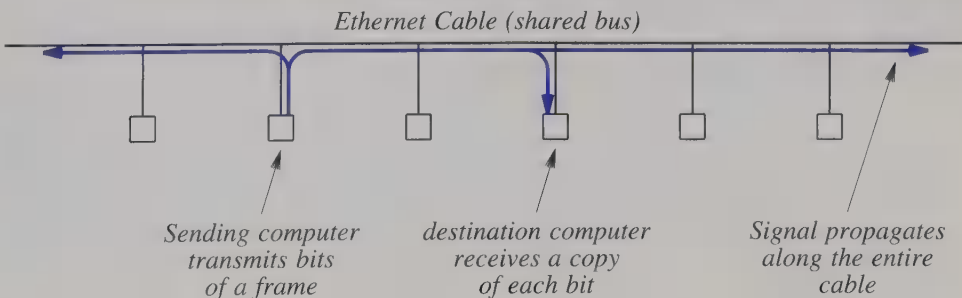 Ethernet Cable (shared bus)
Sending computer
transmits bits
of a frame
destination computer
receives a copy
of each bit
Signal propagates
along the entire
cable